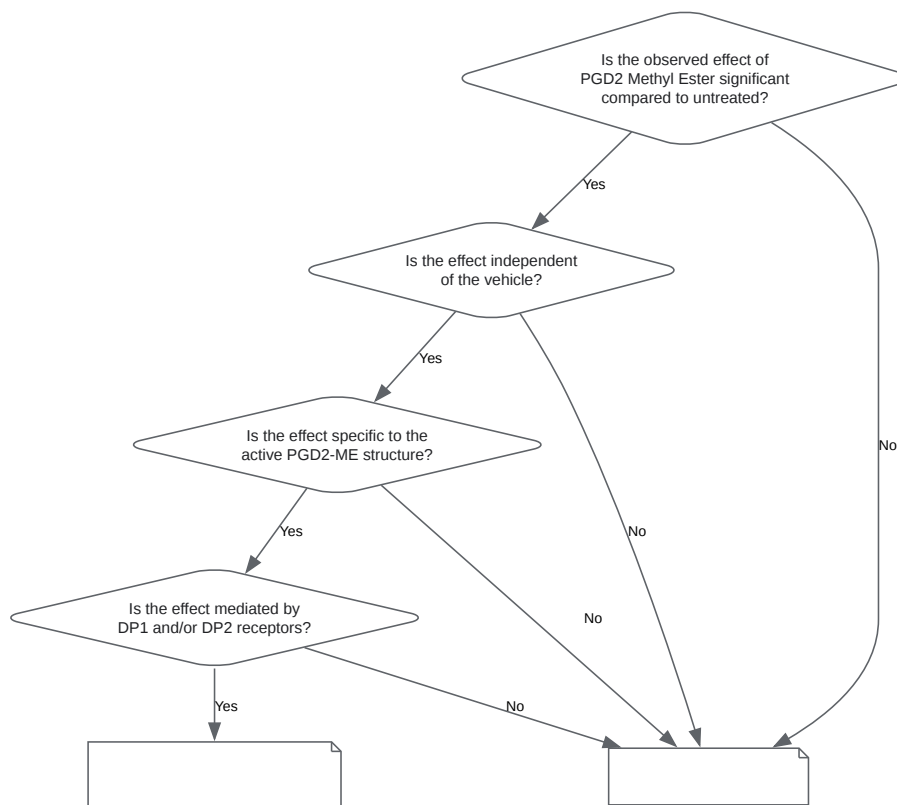 Is the observed effect of
PGD2 Methyl Ester significant
compared to untreated?
Yes
Is the effect independent
of the vehicle?
Yes
No
Is the effect specific to the
active PGD2-ME structure?
Yes
No
Is the effect mediated by
DP1 and/or DP2 receptors?
No
Yes
No